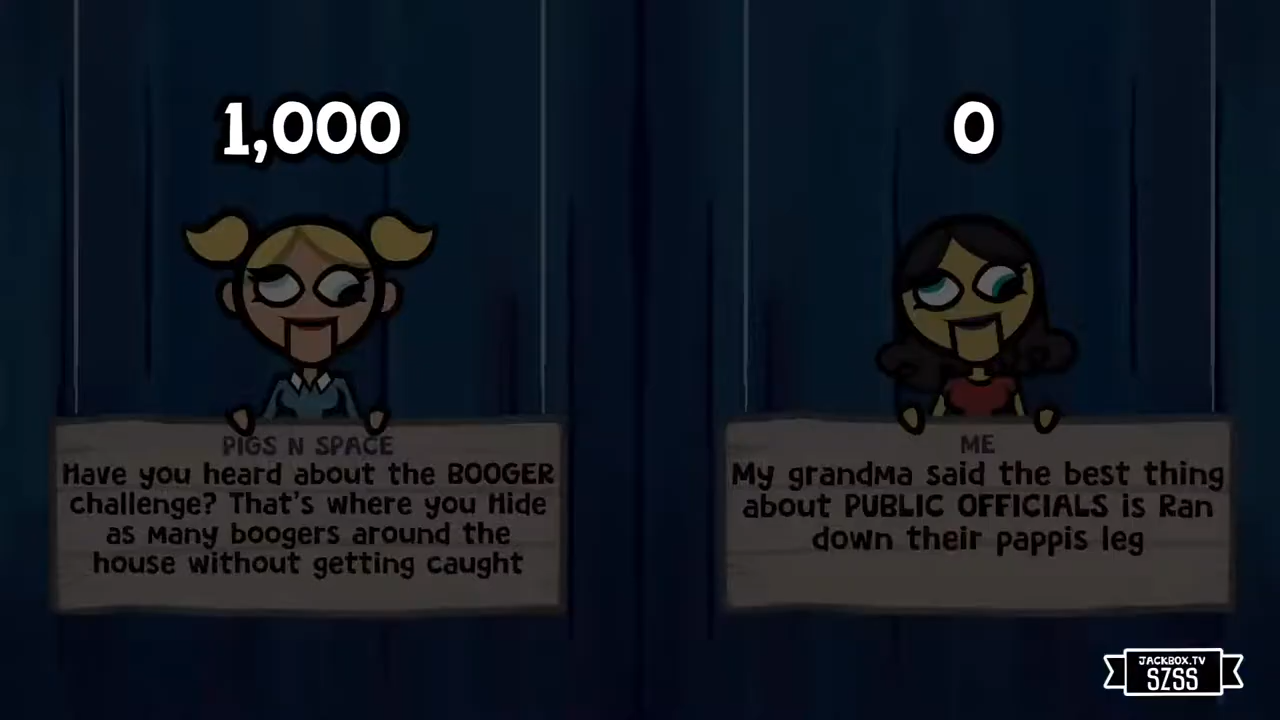 1,000
0
PIGS N SPACE
Have you heard about the BOOGER
challenge? That's where you Hide
as many boogers around the
house without getting caught
ME
My grandma said the best thing
about PUBLIC OFFICIALS is Ran
down their pappis leg
JACKBOX.TV
SZSS